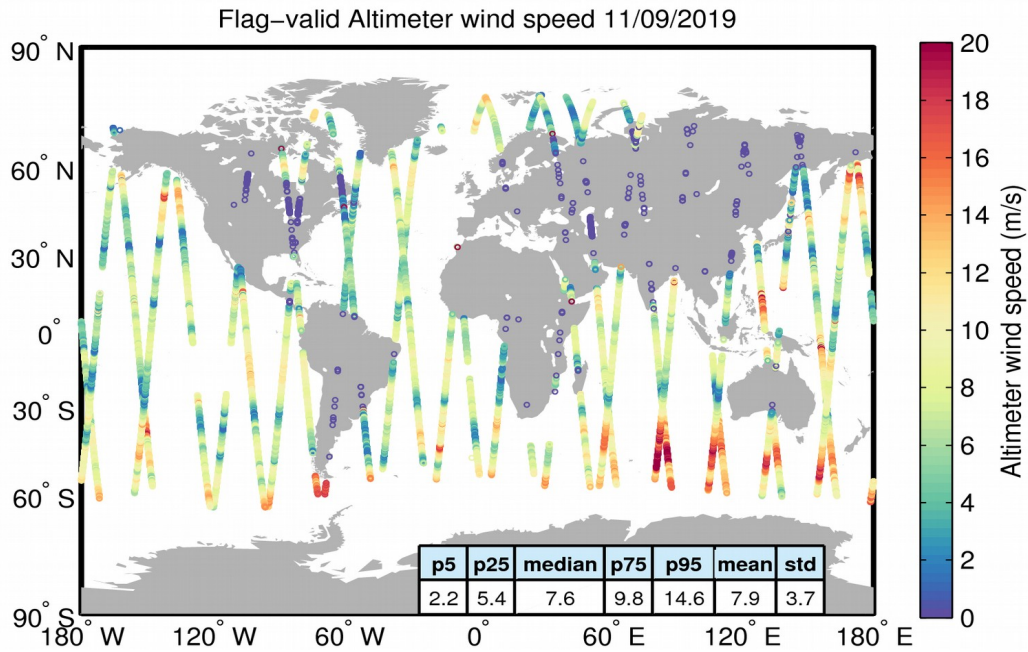 Flag−valid Altimeter wind speed 11/09/2019
90° N
60° N
30° N
0°
30° S
60° S
90° S
180° W
120° W
60° W
0°
60° E
120° E
180° E
p5 p25 median p75 p95 mean std
2.2 5.4 7.6 9.8 14.6 7.9 3.7
20
18
16
14
12
10
8
6
4
2
0
Altimeter wind speed (m/s)